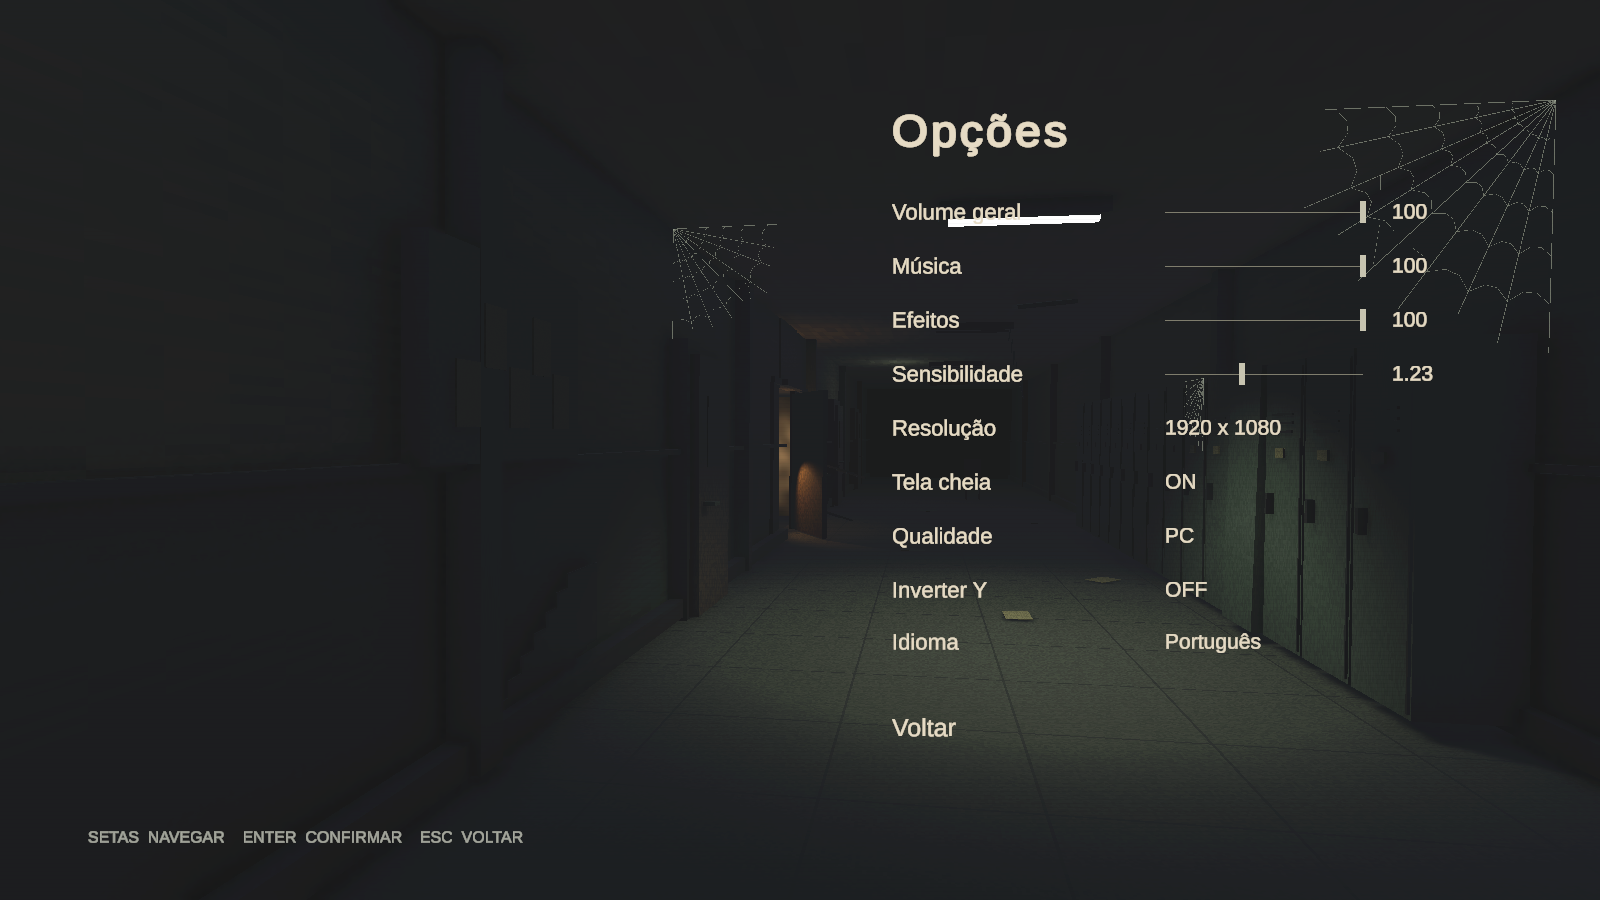 Opções
Volume geral 100
Música 100
Efeitos 100
Sensibilidade 1.23
Resolução 1920 x 1080
Tela cheia ON
Qualidade PC
Inverter Y OFF
Idioma Português
Voltar
SETAS NAVEGAR ENTER CONFIRMAR ESC VOLTAR